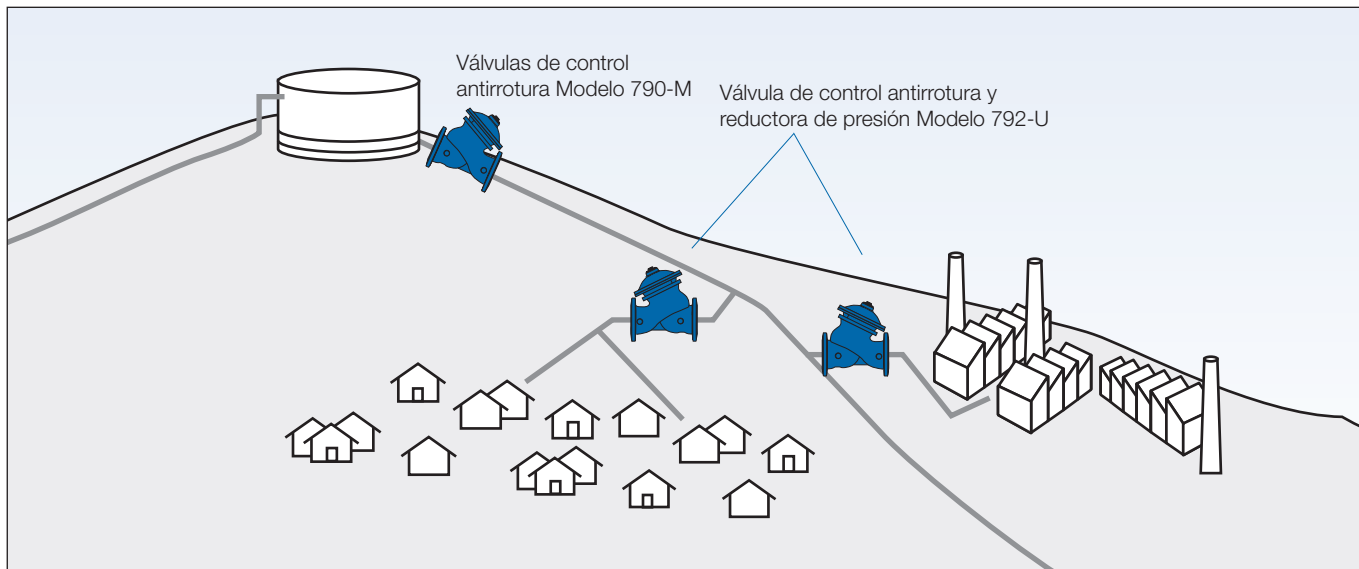 Válvulas de control
antirrotura Modelo 790-M
Válvula de control antirrotura y
reductora de presión Modelo 792-U